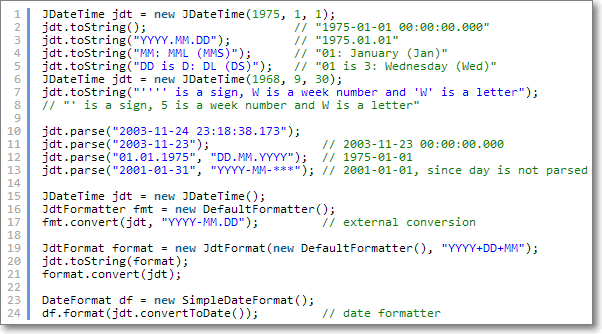 1 JDateTime jdt = new JDateTime(1975, 1, 1);
2 jdt.toString(); // "1975-01-01 00:00:00.000"
3 jdt.toString("YYYY.MM.DD"); // "1975.01.01"
4 jdt.toString("MM: MML (MMS)"); // "01: January (Jan)"
5 jdt.toString("DD is D: DL (DS)"); // "01 is 3: Wednesday (Wed)"
6 JDateTime jdt = new JDateTime(1968, 9, 30);
7 jdt.toString("'''' is a sign, W is a week number and 'W' is a letter");
8 // "' is a sign, 5 is a week number and W is a letter"
9
10 jdt.parse("2003-11-24 23:18:38.173");
11 jdt.parse("2003-11-23"); // 2003-11-23 00:00:00.000
12 jdt.parse("01.01.1975", "DD.MM.YYYY"); // 1975-01-01
13 jdt.parse("2001-01-31", "YYYY-MM-***"); // 2001-01-01, since day is not parsed
14
15 JDateTime jdt = new JDateTime();
16 JdtFormatter fmt = new DefaultFormatter();
17 fmt.convert(jdt, "YYYY-MM.DD"); // external conversion
18
19 JdtFormat format = new JdtFormat(new DefaultFormatter(), "YYYY+DD+MM");
20 jdt.toString(format);
21 format.convert(jdt);
22
23 DateFormat df = new SimpleDateFormat();
24 df.format(jdt.convertToDate()); // date formatter